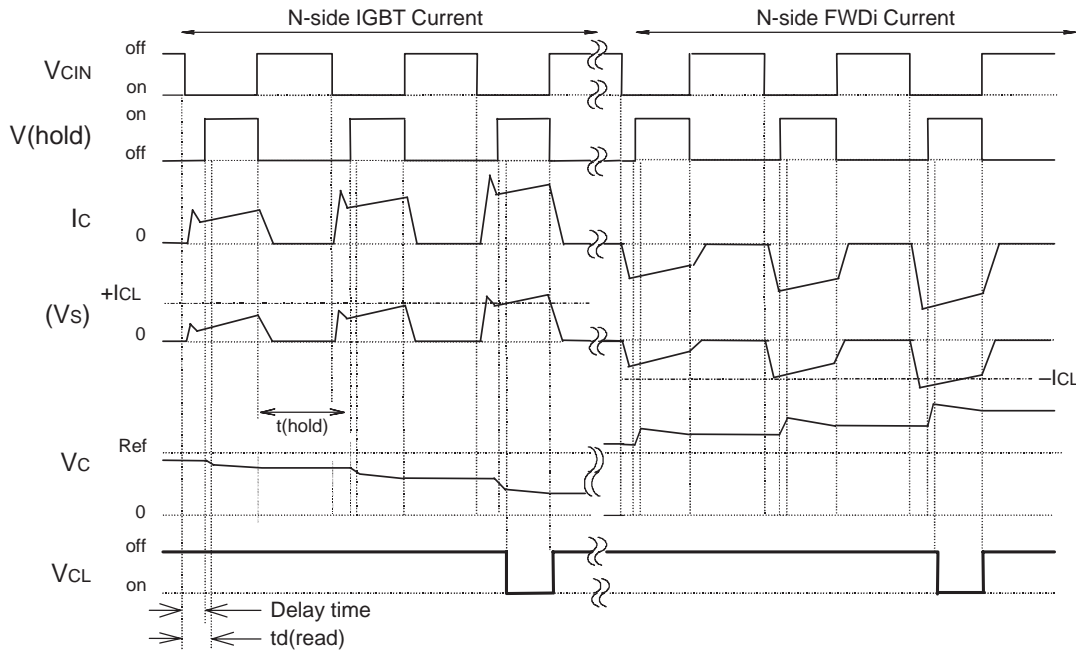 N-side IGBT Current
N-side FWDi Current
VCIN
off
on
V(hold)
on
off
IC
0
+ICL
(VS)
0
–ICL
t(hold)
Ref
VC
0
off
VCL
on
Delay time
td(read)